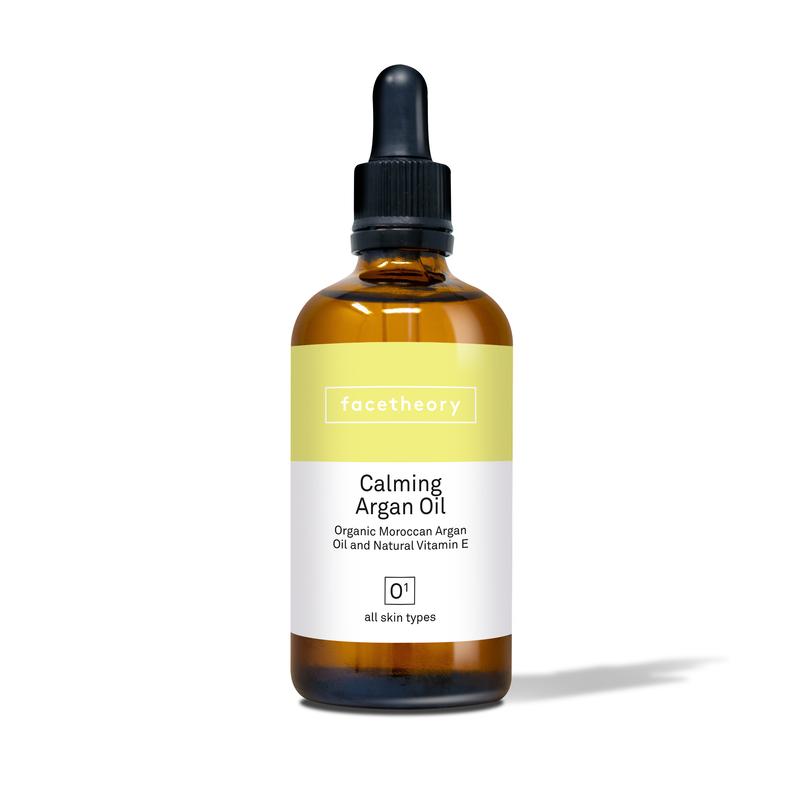 facetheory
Calming
Argan Oil
Organic Moroccan Argan
Oil and Natural Vitamin E
O¹
all skin types